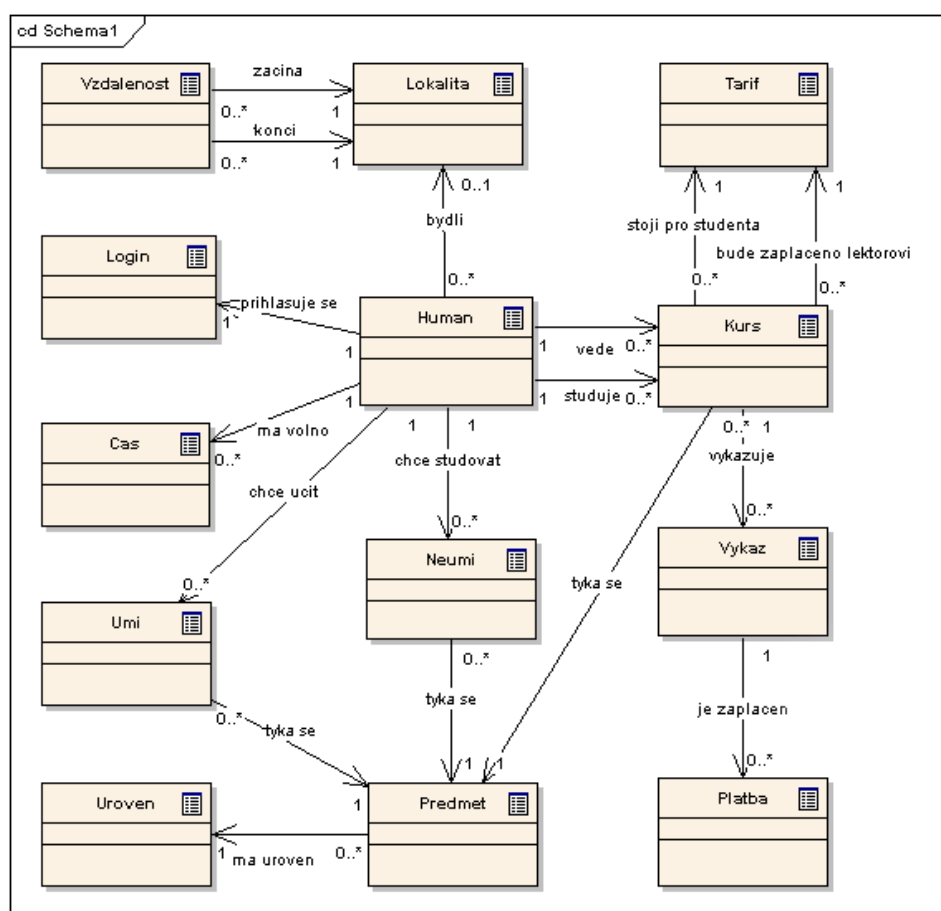 cd Schema1
Vzdalenost
zacina
0..*
1
konci
0..*
1
Lokalita
Tarif
0..1
bydli
0..*
1
stoji pro studenta
0..*
1
bude zaplaceno lektorovi
0..*
Login
prihlasuje se
1
1
Human
1
vede
0..*
1
studuje
0..*
Kurs
Cas
ma volno
1
0..*
1
chce ucit
0..*
1
chce studovat
0..*
0..*
1
vykazuje
0..*
Neumi
Vykaz
tyka se
1
Umi
0..*
tyka se
1
0..*
tyka se
1
1
je zaplacen
0..*
Uroven
1
ma uroven
0..*
Predmet
Platba